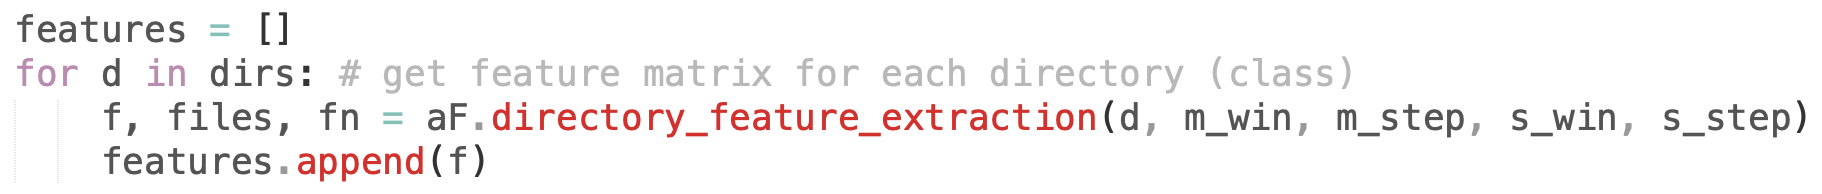 features = []
for d in dirs: # get feature matrix for each directory (class)
    f, files, fn = aF.directory_feature_extraction(d, m_win, m_step, s_win, s_step)
    features.append(f)